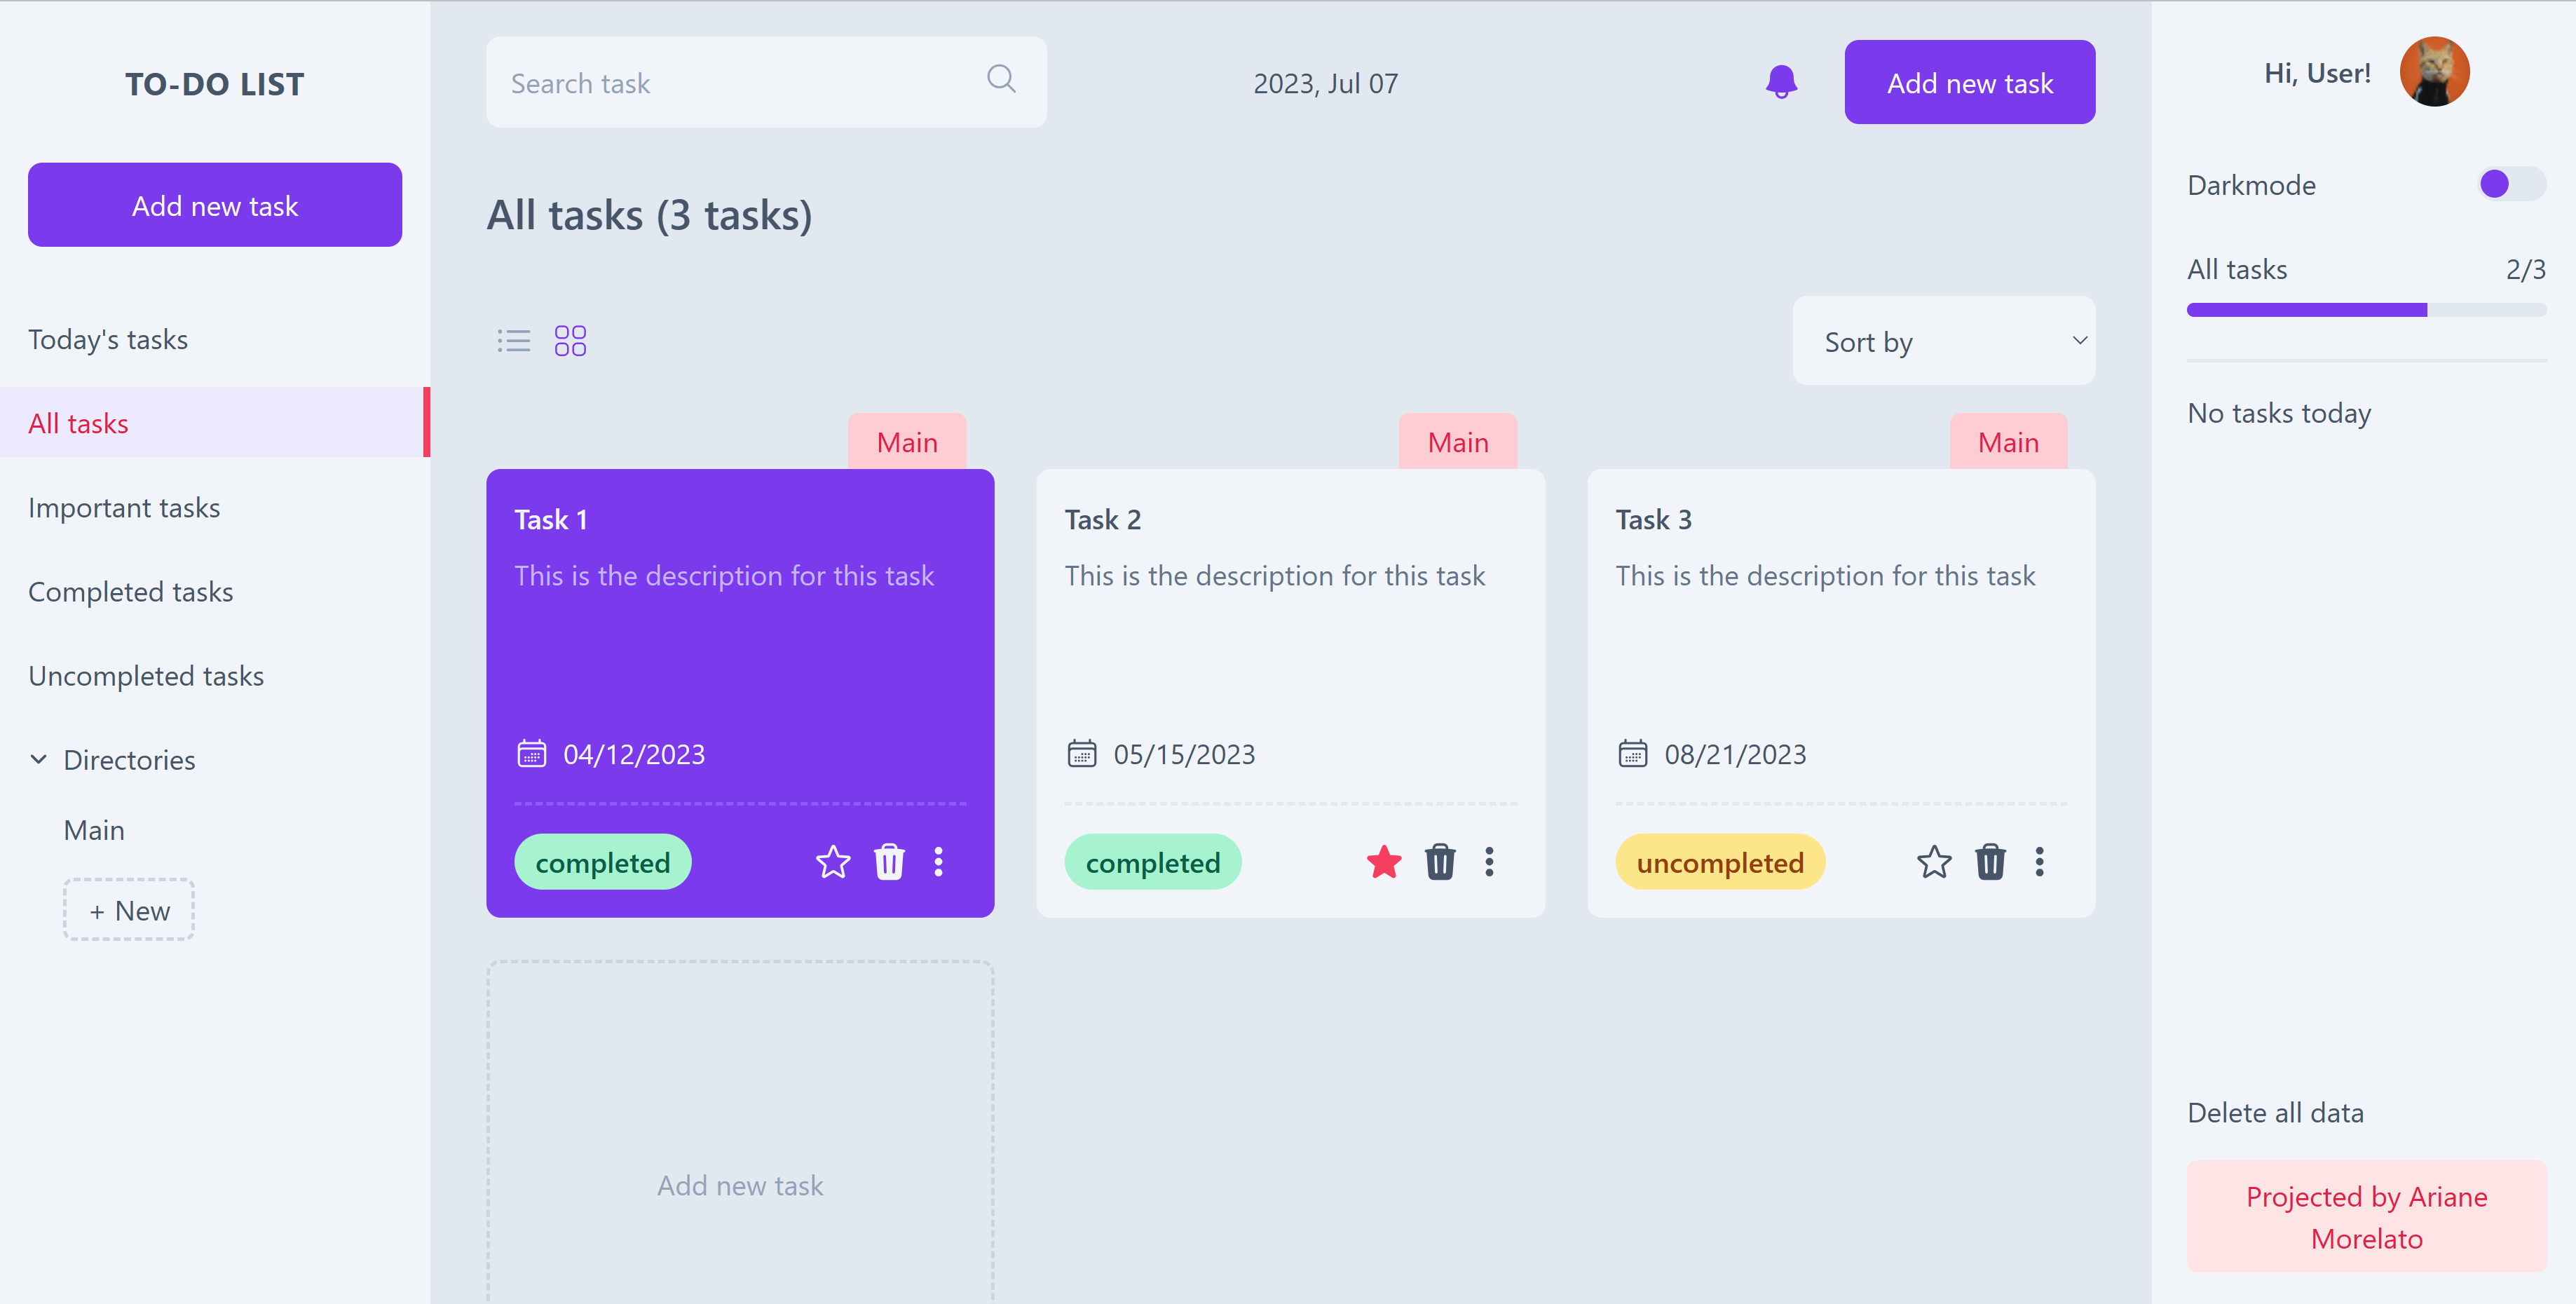 TO-DO LIST
Add new task
Today's tasks
All tasks
Important tasks
Completed tasks
Uncompleted tasks
Directories
Main
+ New
Search task
2023, Jul 07
Add new task
All tasks (3 tasks)
Sort by
Main
Task 1
This is the description for this task
04/12/2023
completed
Main
Task 2
This is the description for this task
05/15/2023
completed
Main
Task 3
This is the description for this task
08/21/2023
uncompleted
Add new task
Hi, User!
Darkmode
All tasks 2/3
No tasks today
Delete all data
Projected by Ariane
Morelato